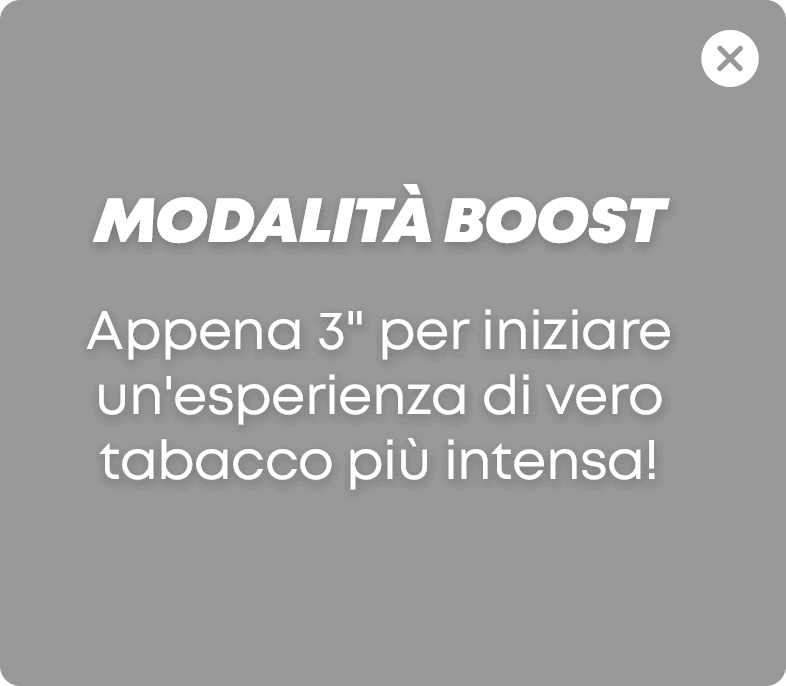 MODALITÀ BOOST
Appena 3" per iniziare
un'esperienza di vero
tabacco più intensa!